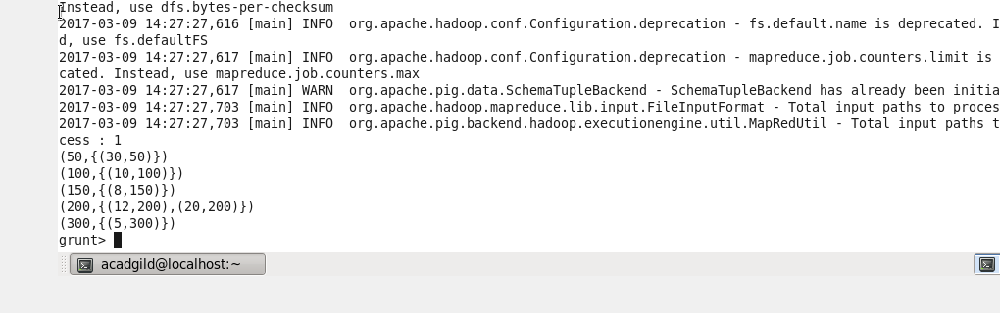 Instead, use dfs.bytes-per-checksum
2017-03-09 14:27:27,616 [main] INFO  org.apache.hadoop.conf.Configuration.deprecation - fs.default.name is deprecated. I
d, use fs.defaultFS
2017-03-09 14:27:27,617 [main] INFO  org.apache.hadoop.conf.Configuration.deprecation - mapreduce.job.counters.limit is
cated. Instead, use mapreduce.job.counters.max
2017-03-09 14:27:27,617 [main] WARN  org.apache.pig.data.SchemaTupleBackend - SchemaTupleBackend has already been initia
2017-03-09 14:27:27,703 [main] INFO  org.apache.hadoop.mapreduce.lib.input.FileInputFormat - Total input paths to proces
2017-03-09 14:27:27,703 [main] INFO  org.apache.pig.backend.hadoop.executionengine.util.MapRedUtil - Total input paths t
cess : 1
(50,{(30,50)})
(100,{(10,100)})
(150,{(8,150)})
(200,{(12,200),(20,200)})
(300,{(5,300)})
grunt>
acadgild@localhost:~